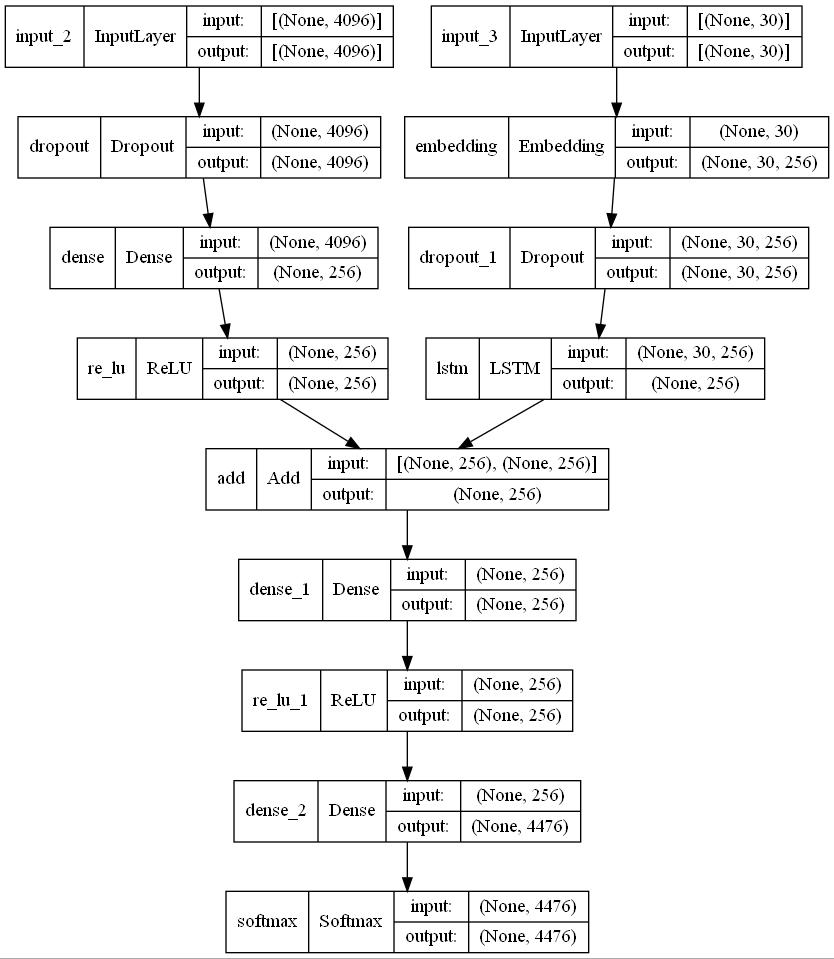 input_2 InputLayer input: [(None, 4096)]
output: [(None, 4096)]
input_3 InputLayer input: [(None, 30)]
output: [(None, 30)]
dropout Dropout input: (None, 4096)
output: (None, 4096)
embedding Embedding input: (None, 30)
output: (None, 30, 256)
dense Dense input: (None, 4096)
output: (None, 256)
dropout_1 Dropout input: (None, 30, 256)
output: (None, 30, 256)
re_lu ReLU input: (None, 256)
output: (None, 256)
lstm LSTM input: (None, 30, 256)
output: (None, 256)
add Add input: [(None, 256), (None, 256)]
output: (None, 256)
dense_1 Dense input: (None, 256)
output: (None, 256)
re_lu_1 ReLU input: (None, 256)
output: (None, 256)
dense_2 Dense input: (None, 256)
output: (None, 4476)
softmax Softmax input: (None, 4476)
output: (None, 4476)